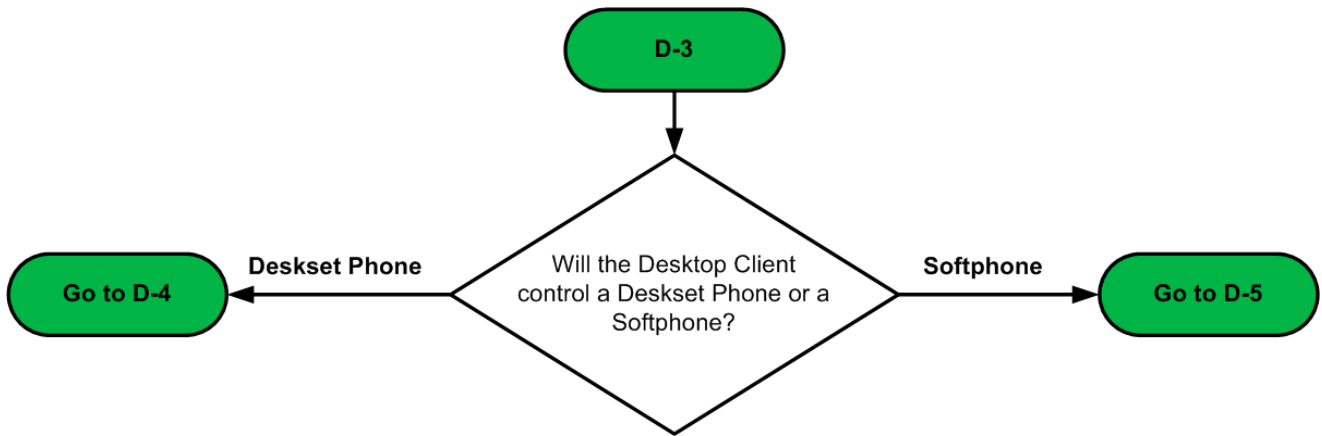 D-3
Deskset Phone
Will the Desktop Client
control a Deskset Phone or a
Softphone?
Softphone
Go to D-4
Go to D-5